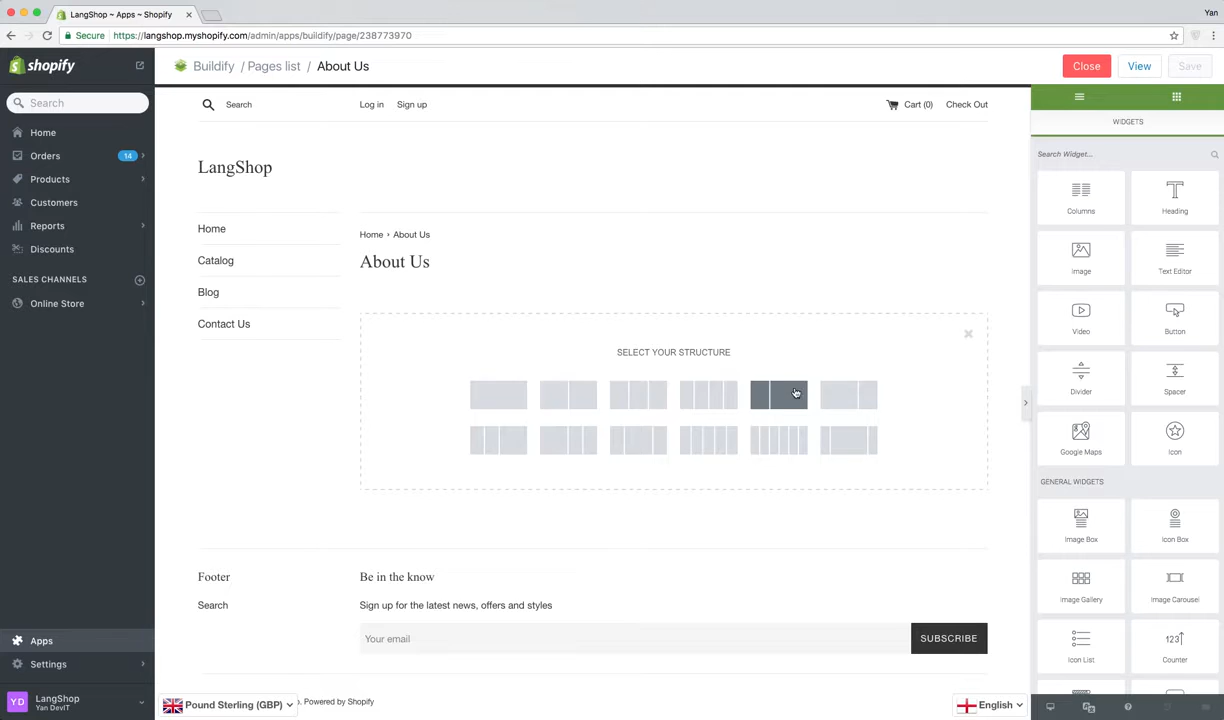 LangShop ~ Apps ~ Shopify
Yan
Secure https://langshop.myshopify.com/admin/apps/buildify/page/238773970
shopify
Buildify / Pages list / About Us
Close
View
Save
Search
Home
Orders
14
Products
Customers
Reports
Discounts
SALES CHANNELS
Online Store
Apps
Settings
YD
LangShop
Yan DevIT
Search
Log in
Sign up
Cart (0)
Check Out
LangShop
Home
Catalog
Blog
Contact Us
Home › About Us
About Us
SELECT YOUR STRUCTURE
Footer
Search
Be in the know
Sign up for the latest news, offers and styles
Your email
SUBSCRIBE
Powered by Shopify
Pound Sterling (GBP)
English
WIDGETS
Search Widget...
Columns
Heading
Image
Text Editor
Video
Button
Divider
Spacer
Google Maps
Icon
GENERAL WIDGETS
Image Box
Icon Box
Image Gallery
Image Carousel
Icon List
123
Counter